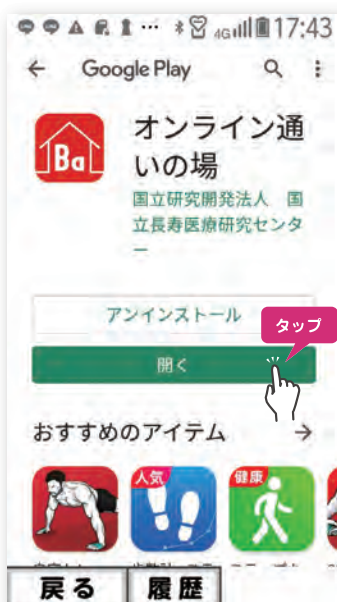 4G 17:43
Google Play
Ba
オンライン通
いの場
国立研究開発法人 国
立長寿医療研究センタ
ー
アンインストール
タップ
開く
おすすめのアイテム
人気
健康
戻る
履歴